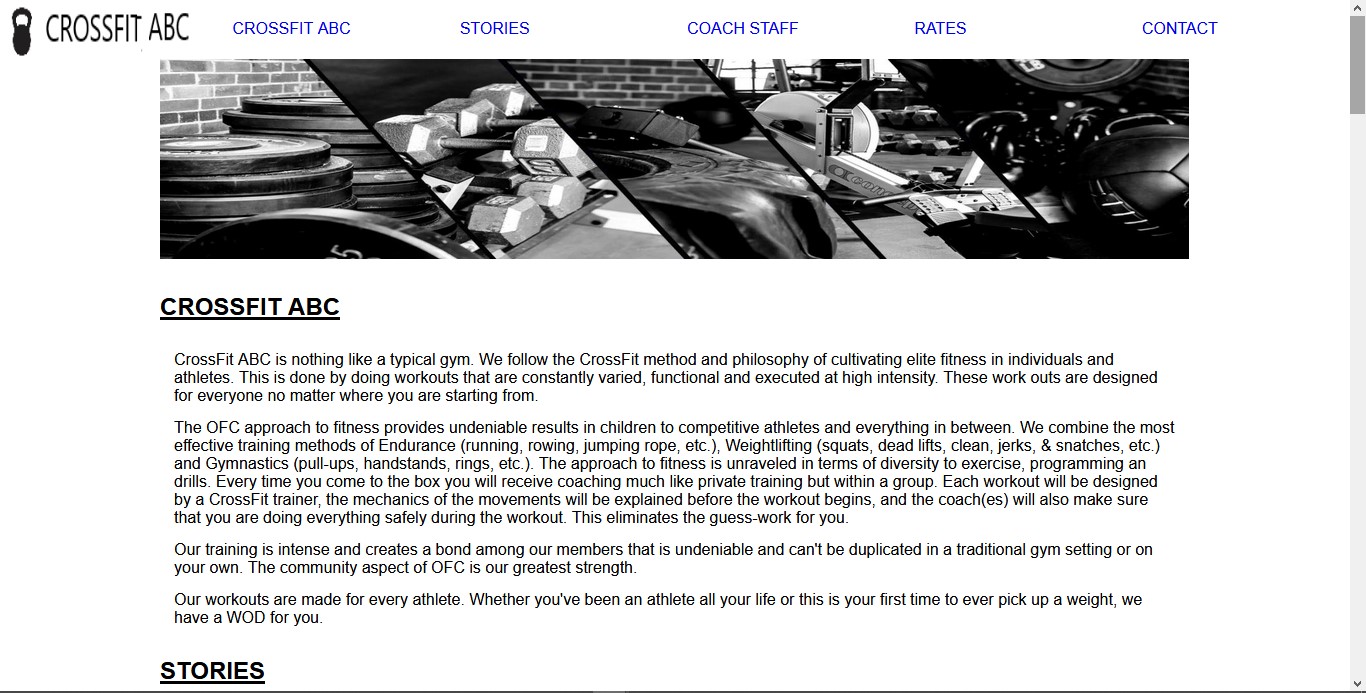 CROSSFIT ABC
CROSSFIT ABC
STORIES
COACH STAFF
RATES
CONTACT
LB
45
CROSSFIT ABC
CrossFit ABC is nothing like a typical gym. We follow the CrossFit method and philosophy of cultivating elite fitness in individuals and
athletes. This is done by doing workouts that are constantly varied, functional and executed at high intensity. These work outs are designed
for everyone no matter where you are starting from.
The OFC approach to fitness provides undeniable results in children to competitive athletes and everything in between. We combine the most
effective training methods of Endurance (running, rowing, jumping rope, etc.), Weightlifting (squats, dead lifts, clean, jerks, & snatches, etc.)
and Gymnastics (pull-ups, handstands, rings, etc.). The approach to fitness is unraveled in terms of diversity to exercise, programming an
drills. Every time you come to the box you will receive coaching much like private training but within a group. Each workout will be designed
by a CrossFit trainer, the mechanics of the movements will be explained before the workout begins, and the coach(es) will also make sure
that you are doing everything safely during the workout. This eliminates the guess-work for you.
Our training is intense and creates a bond among our members that is undeniable and can't be duplicated in a traditional gym setting or on
your own. The community aspect of OFC is our greatest strength.
Our workouts are made for every athlete. Whether you've been an athlete all your life or this is your first time to ever pick up a weight, we
have a WOD for you.
STORIES